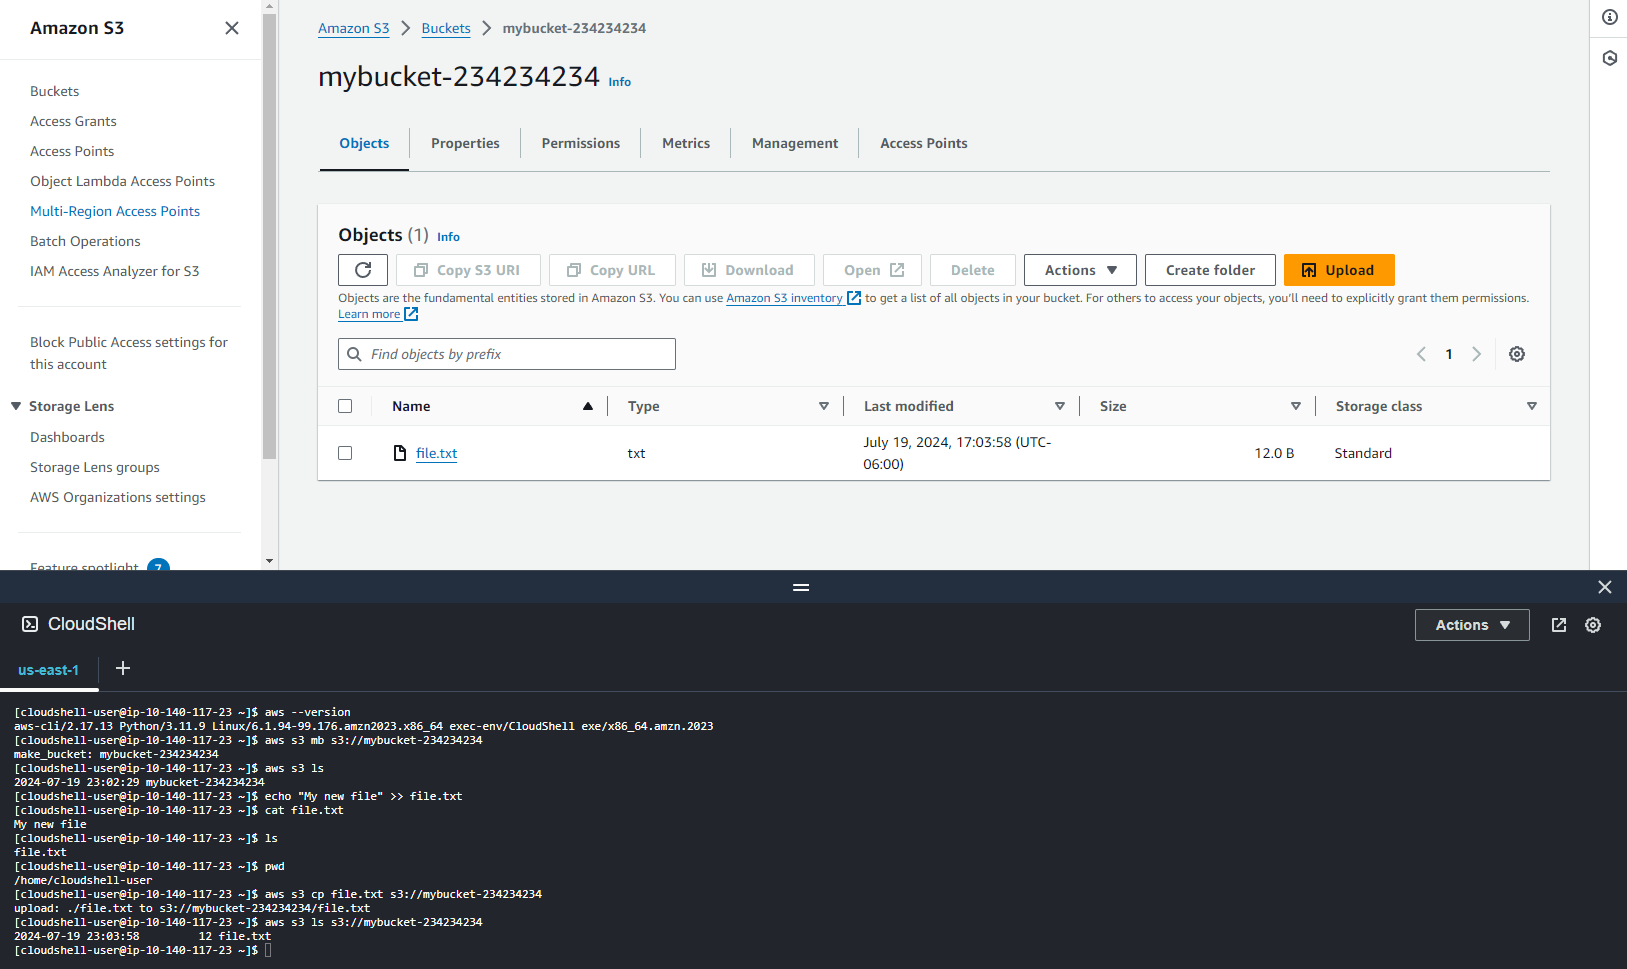 Amazon S3
Buckets
Access Grants
Access Points
Object Lambda Access Points
Multi-Region Access Points
Batch Operations
IAM Access Analyzer for S3
Block Public Access settings for
this account
Storage Lens
Dashboards
Storage Lens groups
AWS Organizations settings
Feature spotlight 7
Amazon S3 > Buckets > mybucket-234234234
mybucket-234234234 Info
Objects Properties Permissions Metrics Management Access Points
Objects (1) Info
Copy S3 URI Copy URL Download Open Delete Actions Create folder Upload
Objects are the fundamental entities stored in Amazon S3. You can use Amazon S3 inventory to get a list of all objects in your bucket. For others to access your objects, you'll need to explicitly grant them permissions.
Learn more
Find objects by prefix 1
Name Type Last modified Size Storage class
file.txt txt July 19, 2024, 17:03:58 (UTC-
06:00) 12.0 B Standard
CloudShell Actions
us-east-1
[cloudshell-user@ip-10-140-117-23 ~]$ aws --version
aws-cli/2.17.13 Python/3.11.9 Linux/6.1.94-99.176.amzn2023.x86_64 exec-env/CloudShell exe/x86_64.amzn.2023
[cloudshell-user@ip-10-140-117-23 ~]$ aws s3 mb s3://mybucket-234234234
make_bucket: mybucket-234234234
[cloudshell-user@ip-10-140-117-23 ~]$ aws s3 ls
2024-07-19 23:02:29 mybucket-234234234
[cloudshell-user@ip-10-140-117-23 ~]$ echo "My new file" >> file.txt
[cloudshell-user@ip-10-140-117-23 ~]$ cat file.txt
My new file
[cloudshell-user@ip-10-140-117-23 ~]$ ls
file.txt
[cloudshell-user@ip-10-140-117-23 ~]$ pwd
/home/cloudshell-user
[cloudshell-user@ip-10-140-117-23 ~]$ aws s3 cp file.txt s3://mybucket-234234234
upload: ./file.txt to s3://mybucket-234234234/file.txt
[cloudshell-user@ip-10-140-117-23 ~]$ aws s3 ls s3://mybucket-234234234
2024-07-19 23:03:58 12 file.txt
[cloudshell-user@ip-10-140-117-23 ~]$